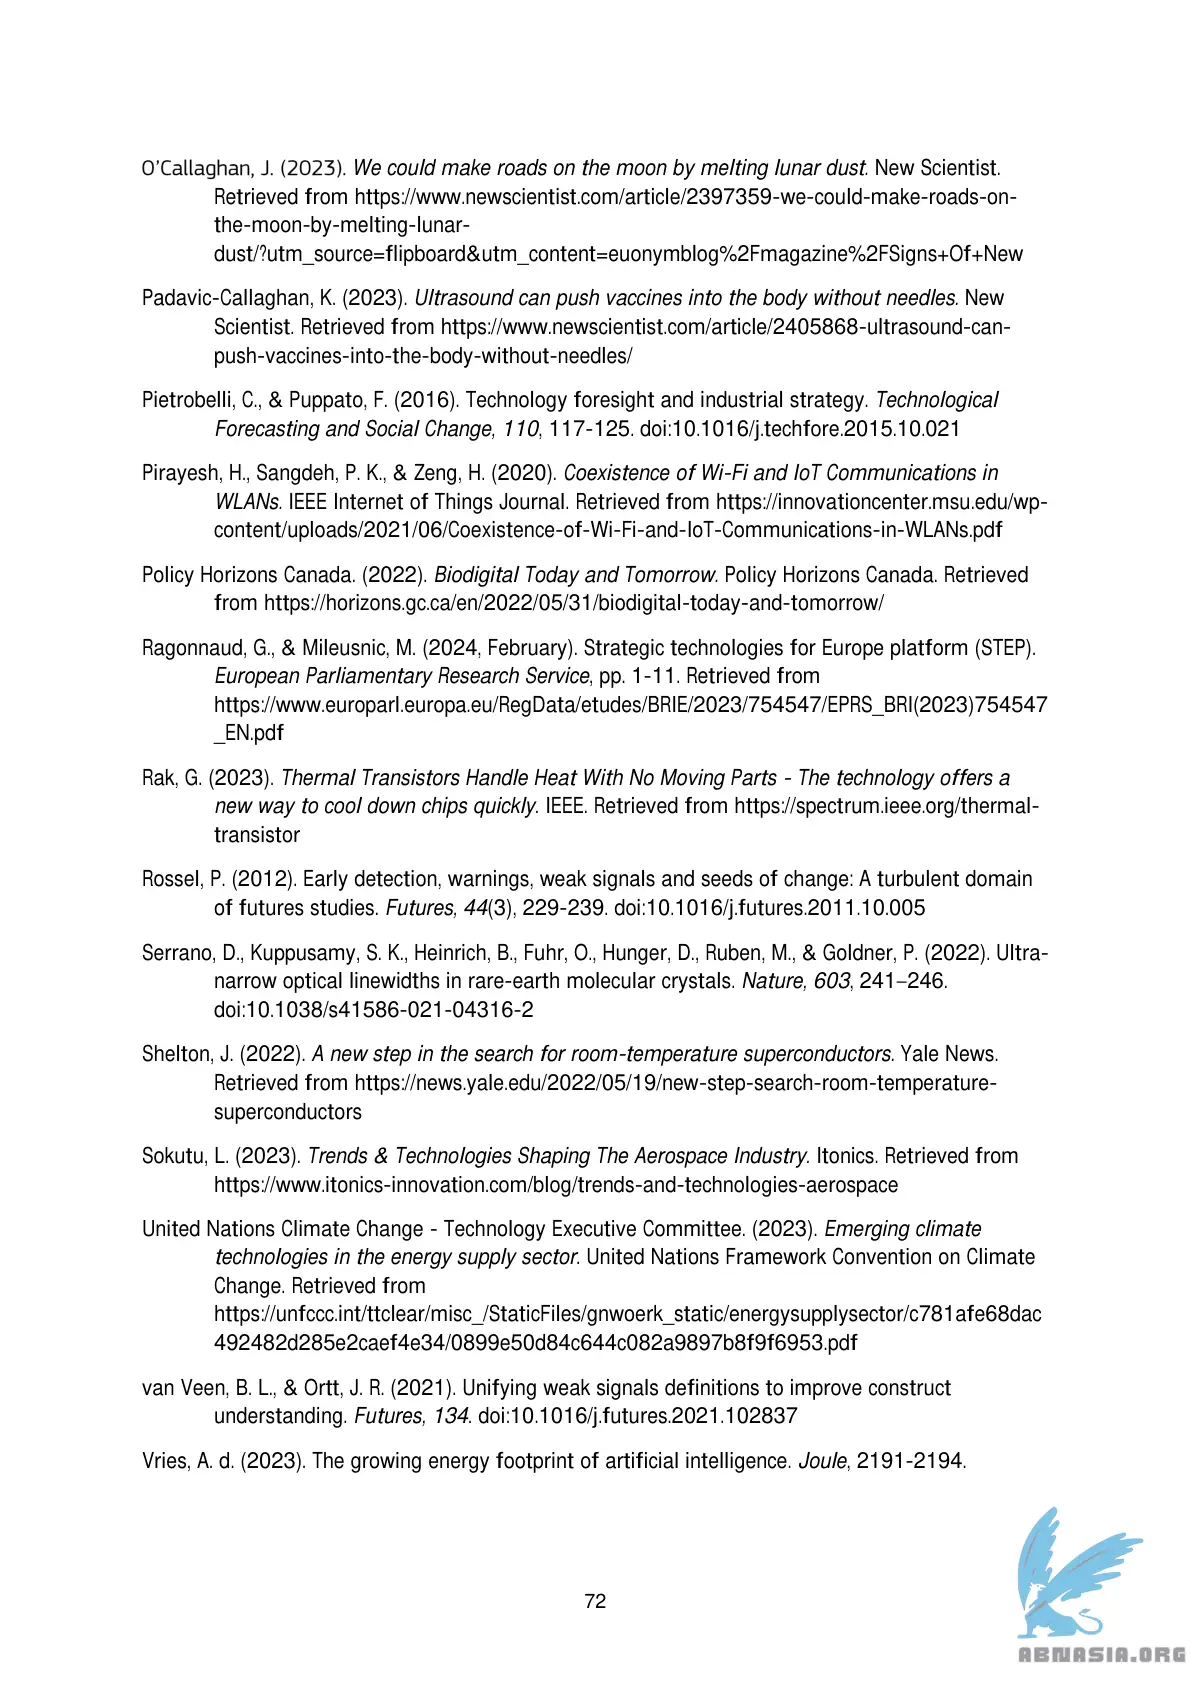 O'Callaghan, J. (2023). We could make roads on the moon by melting lunar dust. New Scientist.
Retrieved from https://www.newscientist.com/article/2397359-we-could-make-roads-on-
the-moon-by-melting-lunar-
dust/?utm_source=flipboard&utm_content=euonymblog%2Fmagazine%2FSigns+Of+New
Padavic-Callaghan, K. (2023). Ultrasound can push vaccines into the body without needles. New
Scientist. Retrieved from https://www.newscientist.com/article/2405868-ultrasound-can-
push-vaccines-into-the-body-without-needles/
Pietrobelli, C., & Puppato, F. (2016). Technology foresight and industrial strategy. Technological
Forecasting and Social Change, 110, 117-125. doi:10.1016/j.techfore.2015.10.021
Pirayesh, H., Sangdeh, P. K., & Zeng, H. (2020). Coexistence of Wi-Fi and IoT Communications in
WLANs. IEEE Internet of Things Journal. Retrieved from https://innovationcenter.msu.edu/wp-
content/uploads/2021/06/Coexistence-of-Wi-Fi-and-IoT-Communications-in-WLANs.pdf
Policy Horizons Canada. (2022). Biodigital Today and Tomorrow. Policy Horizons Canada. Retrieved
from https://horizons.gc.ca/en/2022/05/31/biodigital-today-and-tomorrow/
Ragonnaud, G., & Mileusnic, M. (2024, February). Strategic technologies for Europe platform (STEP).
European Parliamentary Research Service, pp. 1-11. Retrieved from
https://www.europarl.europa.eu/RegData/etudes/BRIE/2023/754547/EPRS_BRI(2023)754547
_EN.pdf
Rak, G. (2023). Thermal Transistors Handle Heat With No Moving Parts - The technology offers a
new way to cool down chips quickly. IEEE. Retrieved from https://spectrum.ieee.org/thermal-
transistor
Rossel, P. (2012). Early detection, warnings, weak signals and seeds of change: A turbulent domain
of futures studies. Futures, 44(3), 229-239. doi:10.1016/j.futures.2011.10.005
Serrano, D., Kuppusamy, S. K., Heinrich, B., Fuhr, O., Hunger, D., Ruben, M., & Goldner, P. (2022). Ultra-
narrow optical linewidths in rare-earth molecular crystals. Nature, 603, 241–246.
doi:10.1038/s41586-021-04316-2
Shelton, J. (2022). A new step in the search for room-temperature superconductors. Yale News.
Retrieved from https://news.yale.edu/2022/05/19/new-step-search-room-temperature-
superconductors
Sokutu, L. (2023). Trends & Technologies Shaping The Aerospace Industry. Itonics. Retrieved from
https://www.itonics-innovation.com/blog/trends-and-technologies-aerospace
United Nations Climate Change - Technology Executive Committee. (2023). Emerging climate
technologies in the energy supply sector. United Nations Framework Convention on Climate
Change. Retrieved from
https://unfccc.int/ttclear/misc_/StaticFiles/gnwoerk_static/energysupplysector/c781afe68dac
492482d285e2caef4e34/0899e50d84c644c082a9897b8f9f6953.pdf
van Veen, B. L., & Ortt, J. R. (2021). Unifying weak signals definitions to improve construct
understanding. Futures, 134. doi:10.1016/j.futures.2021.102837
Vries, A. d. (2023). The growing energy footprint of artificial intelligence. Joule, 2191-2194.
72
ABNASIA.ORG